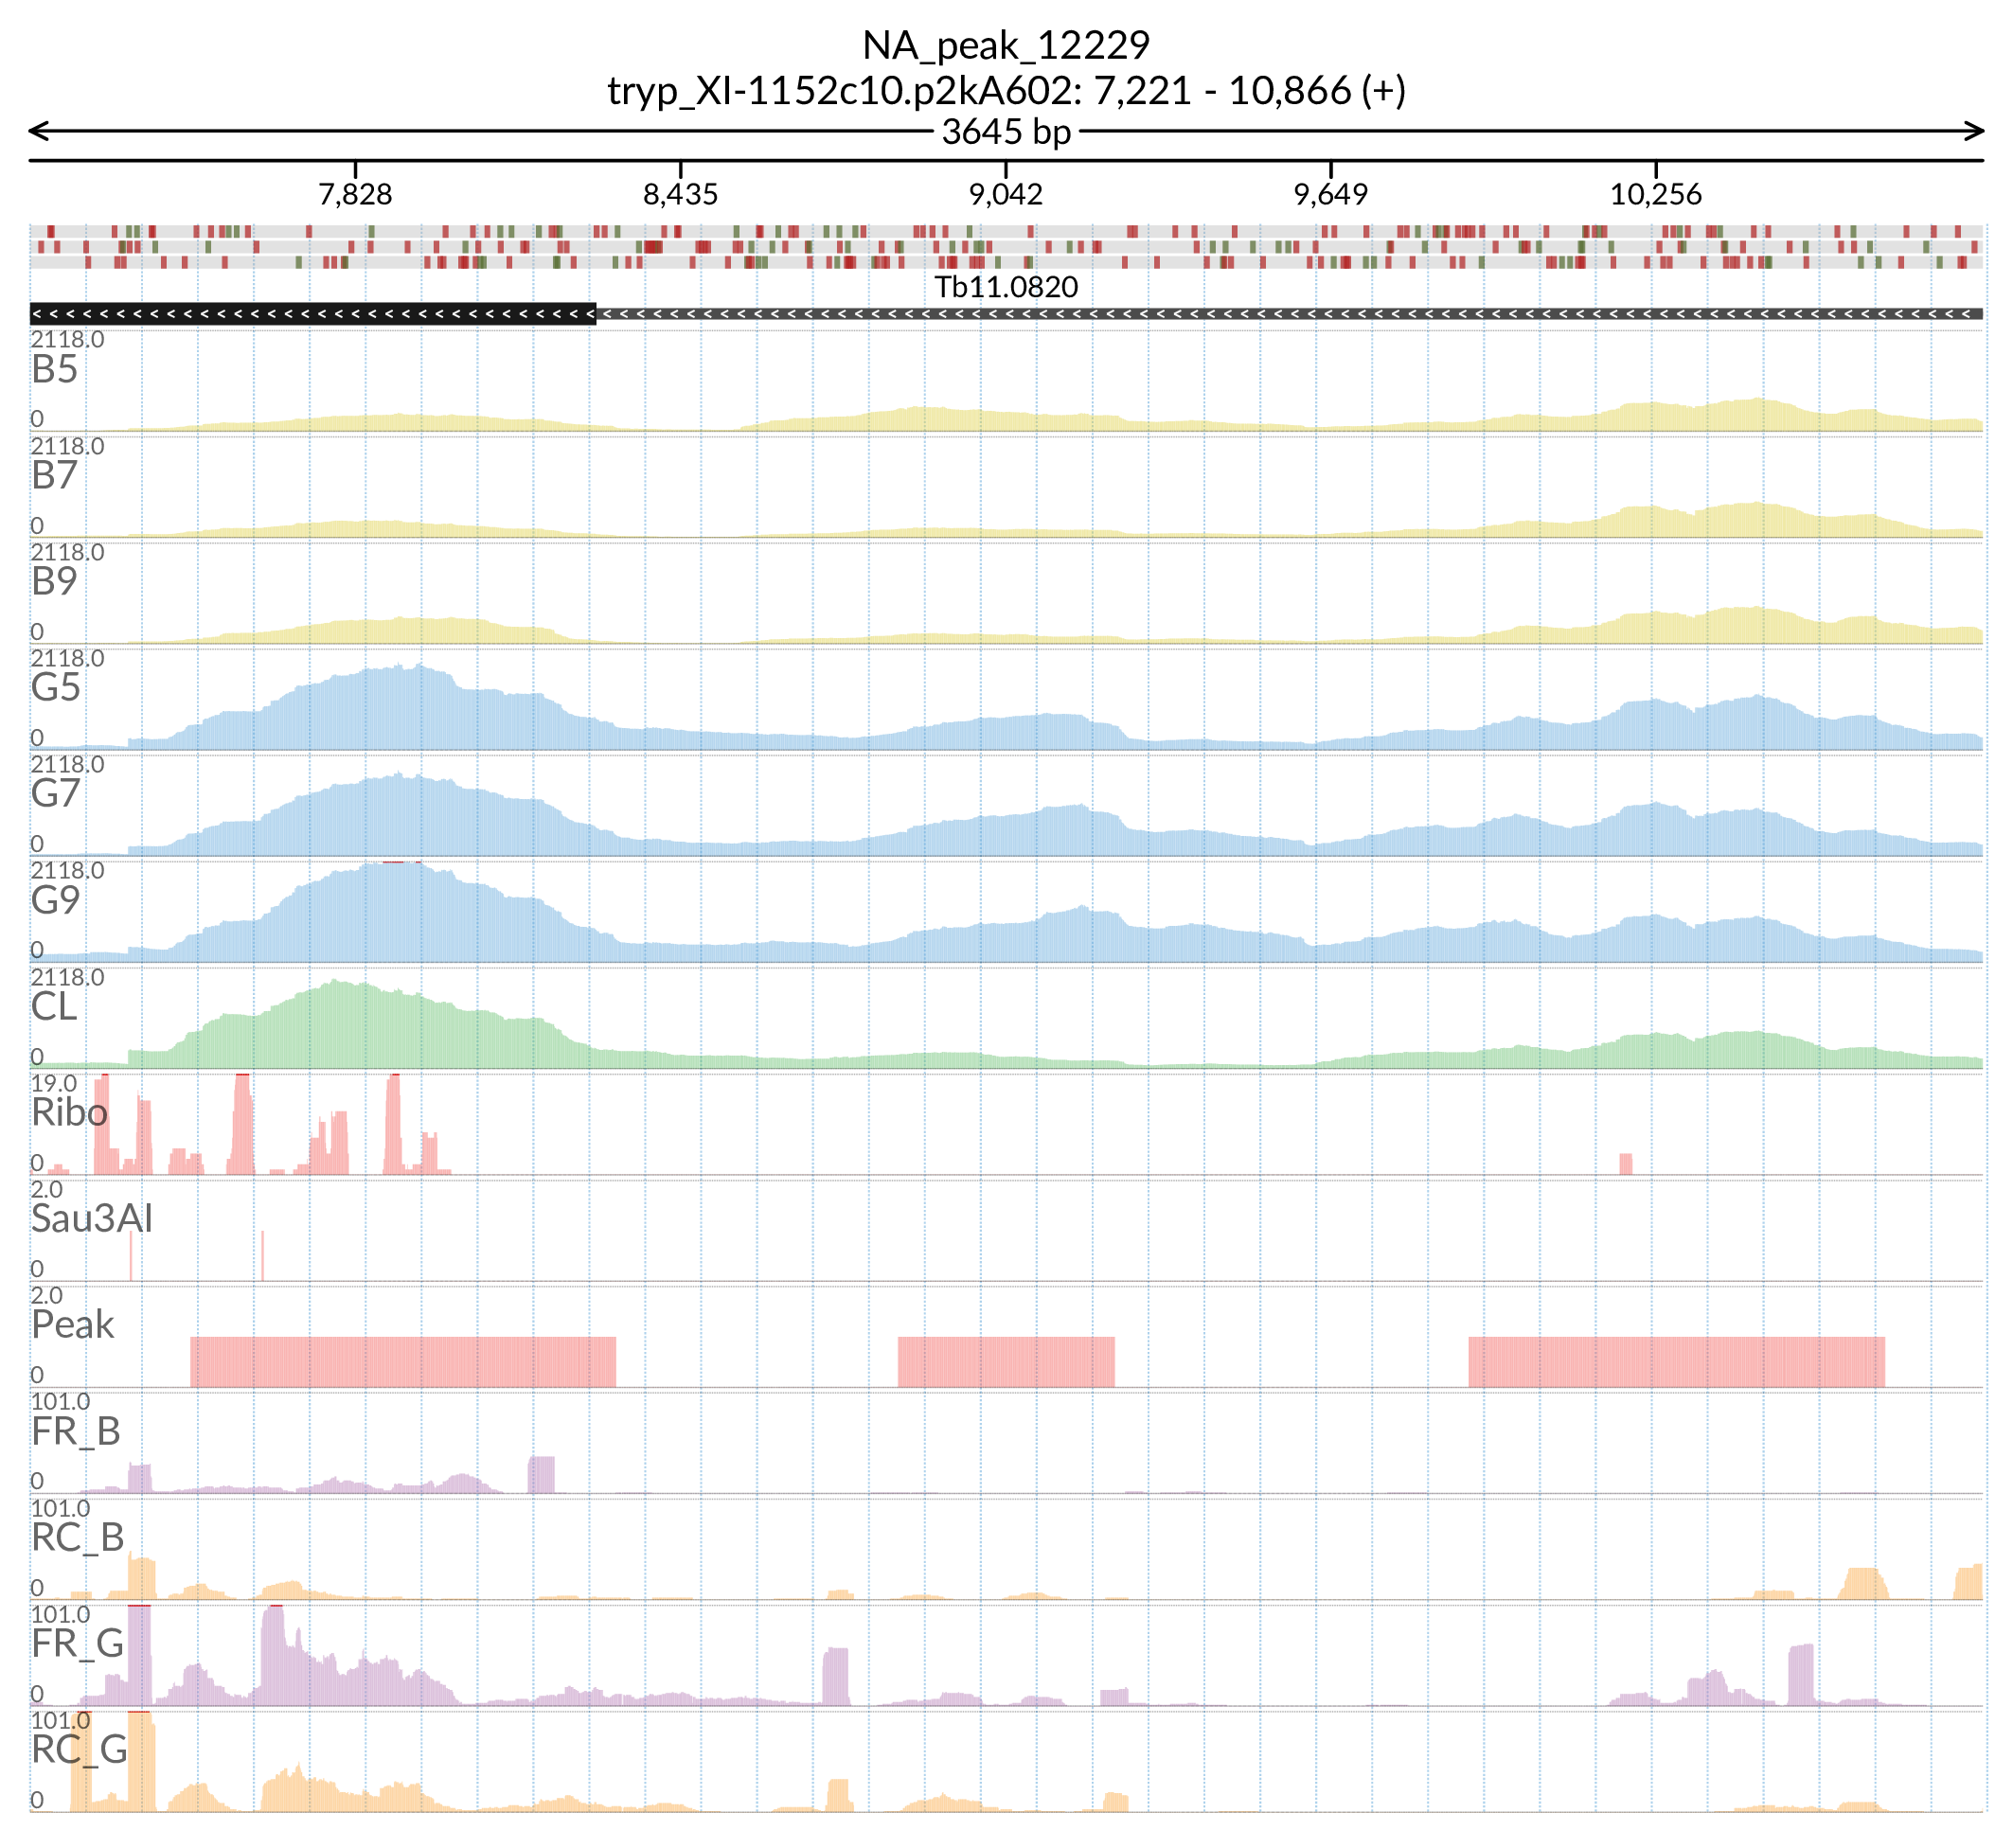 NA_peak_12229
tryp_XI-1152c10.p2kA602: 7,221 - 10,866 (+)
3645 bp
7,828 8,435 9,042 9,649 10,256
Tb11.0820
2118.0
B5
0
2118.0
B7
0
2118.0
B9
0
2118.0
G5
0
2118.0
G7
0
2118.0
G9
0
2118.0
CL
0
19.0
Ribo
0
2.0
Sau3AI
0
2.0
Peak
0
101.0
FR_B
0
101.0
RC_B
0
101.0
FR_G
0
101.0
RC_G
0